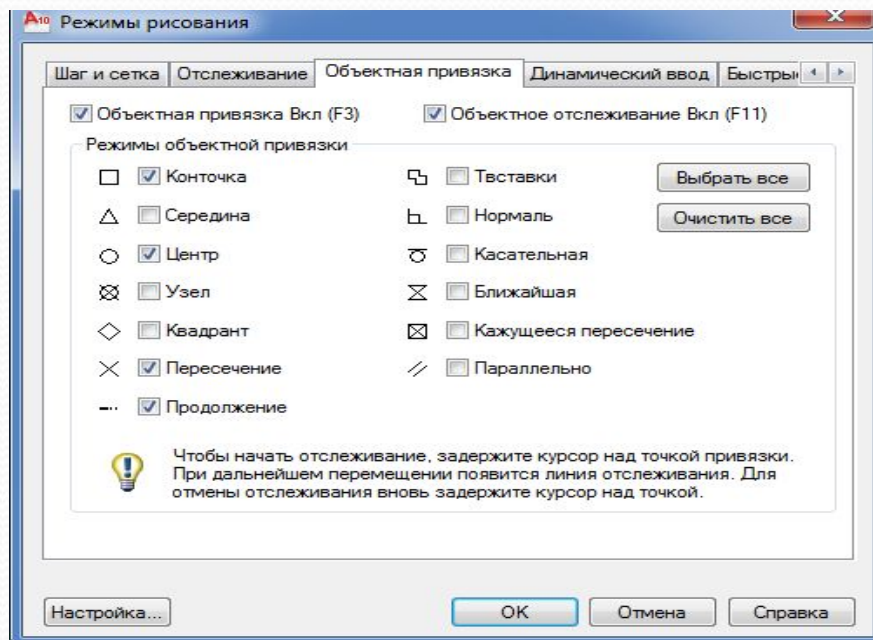 A10 Режимы рисования
Шаг и сетка Отслеживание Объектная привязка Динамический ввод Быстры
Объектная привязка Вкл (F3) Объектное отслеживание Вкл (F11)
Режимы объектной привязки
Конточка Твставки Выбрать все
Середина Нормаль Очистить все
Центр Касательная
Узел Ближайшая
Квадрант Кажущееся пересечение
Пересечение Параллельно
Продолжение
Чтобы начать отслеживание, задержите курсор над точкой привязки.
При дальнейшем перемещении появится линия отслеживания. Для
отмены отслеживания вновь задержите курсор над точкой.
Настройка... OK Отмена Справка